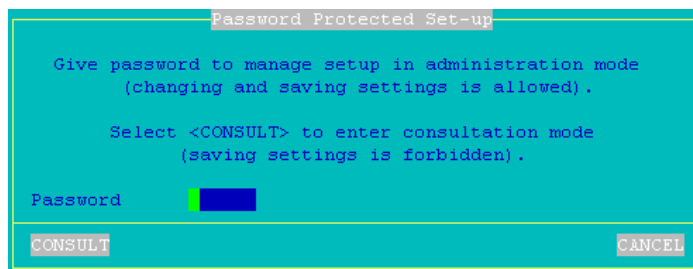 Password Protected Set-up
Give password to manage setup in administration mode
(changing and saving settings is allowed).
Select <CONSULT> to enter consultation mode
(saving settings is forbidden).
Password
CONSULT CANCEL